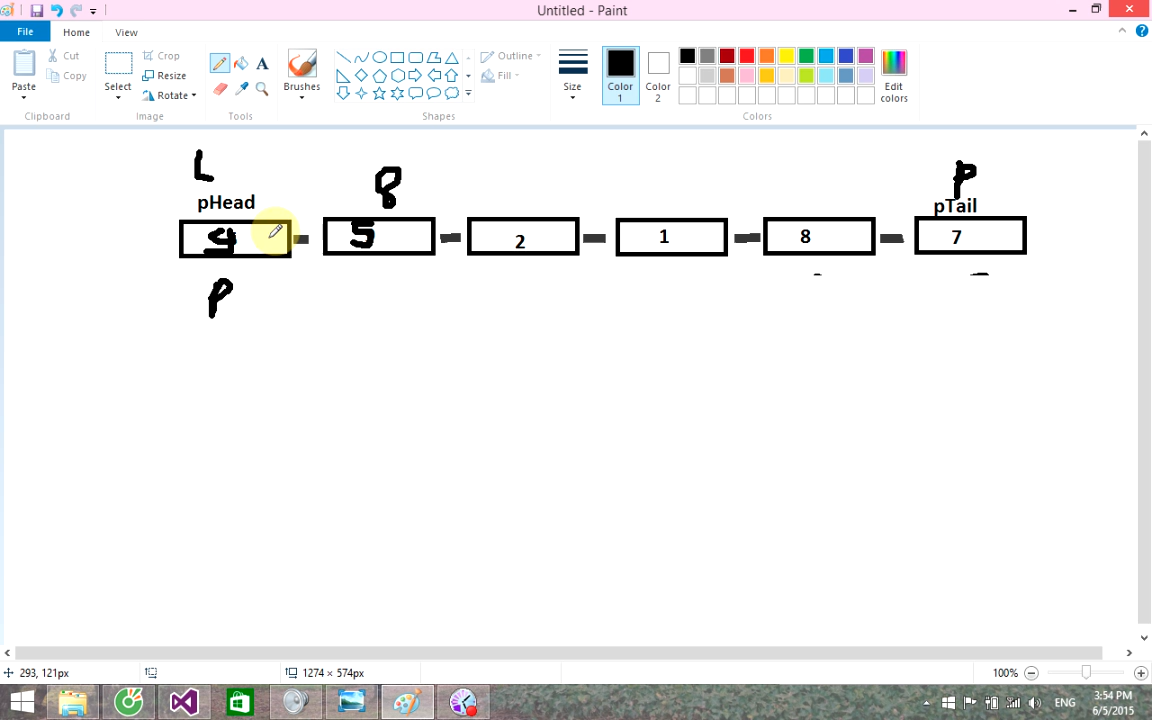 Untitled - Paint
File Home View
Cut
Copy
Paste
Crop
Resize
Rotate
Select
Brushes
Outline
Fill
Size
Color 1
Color 2
Edit colors
Clipboard
Image
Tools
Shapes
Colors
L
8
P
pHead
pTail
5 2 1 8 7
P
293, 121px
1274 × 574px
100%
ENG
3:54 PM
6/5/2015